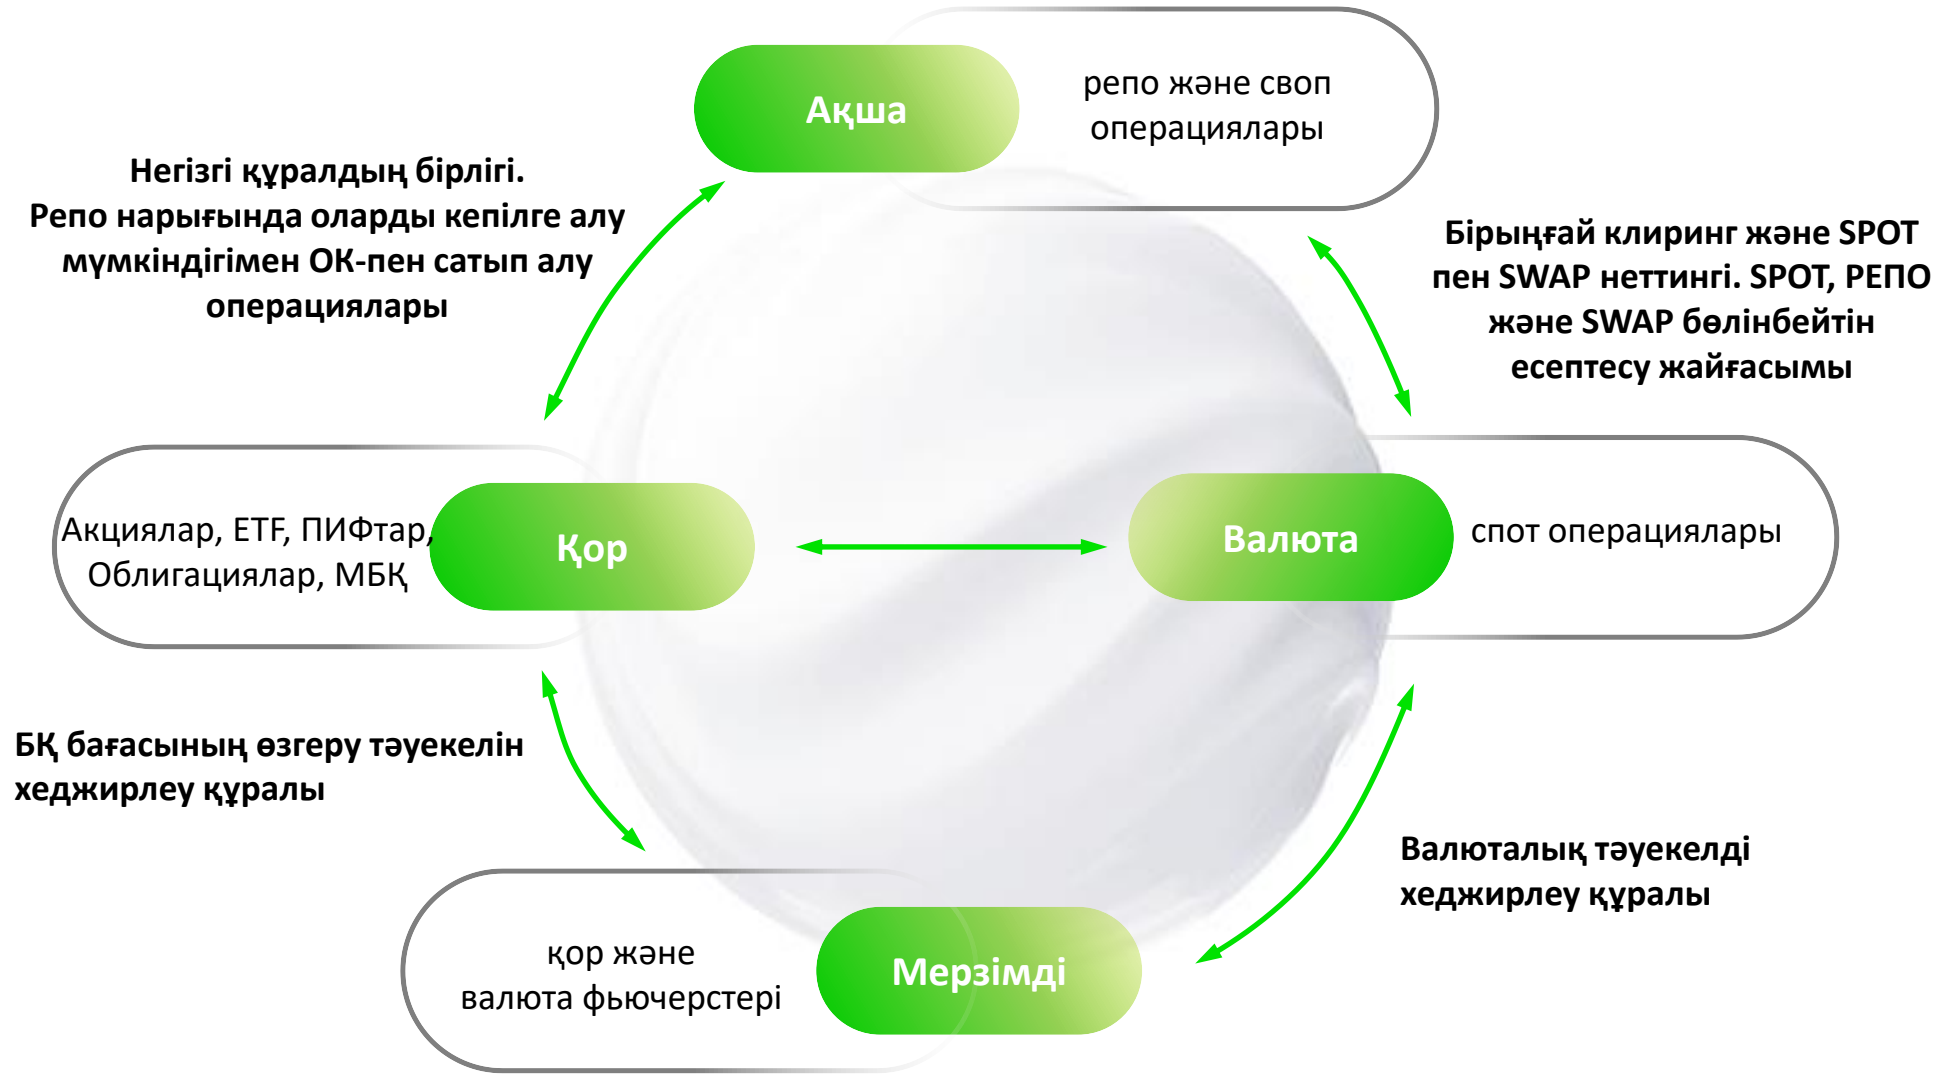 Ақша
репо және своп
операциялары
Негізгі құралдың бірлігі.
Репо нарығында оларды кепілге алу
мүмкіндігімен ОК-пен сатып алу
операциялары
Бірыңғай клиринг және SPOT
пен SWAP неттингі. SPOT, РЕПО
және SWAP бөлінбейтін
есептесу жайғасымы
Акциялар, ETF, ПИФтар,
Облигациялар, МБҚ
Қор
Валюта
спот операциялары
БҚ бағасының өзгеру тәуекелін
хеджирлеу құралы
Валюталық тәуекелді
хеджирлеу құралы
қор және
валюта фьючерстері
Мерзімді